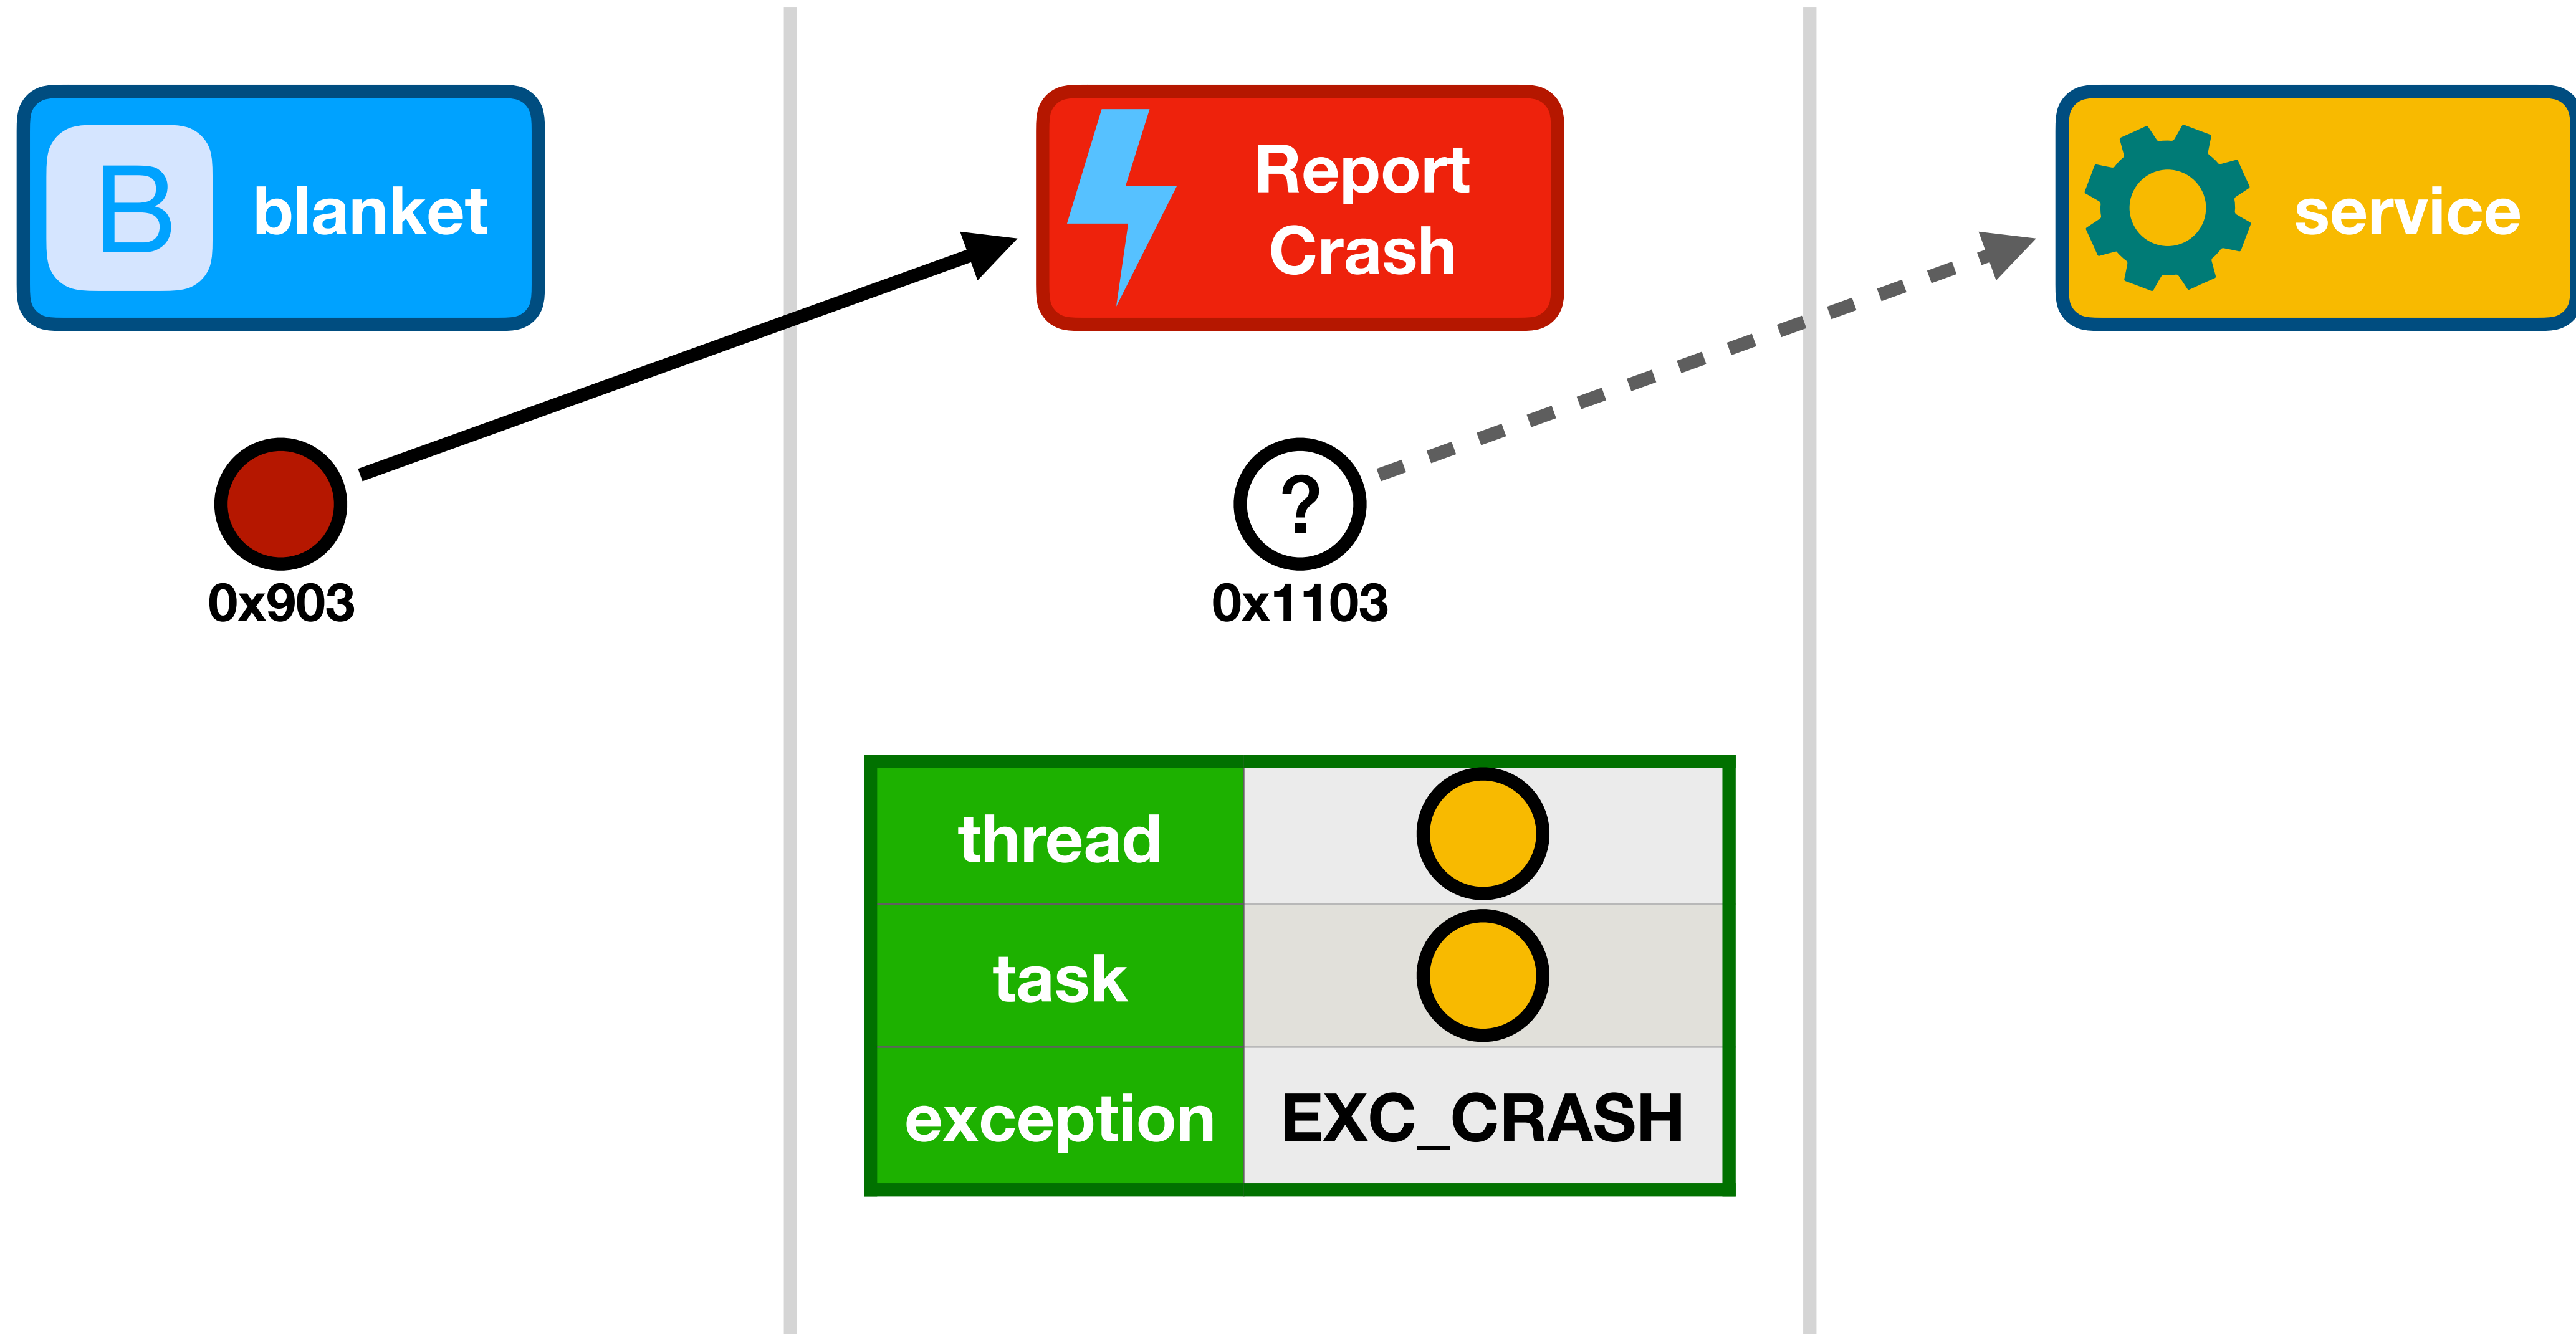 B blanket
Report
Crash
service
?
0x903
0x1103
thread
task
exception EXC_CRASH